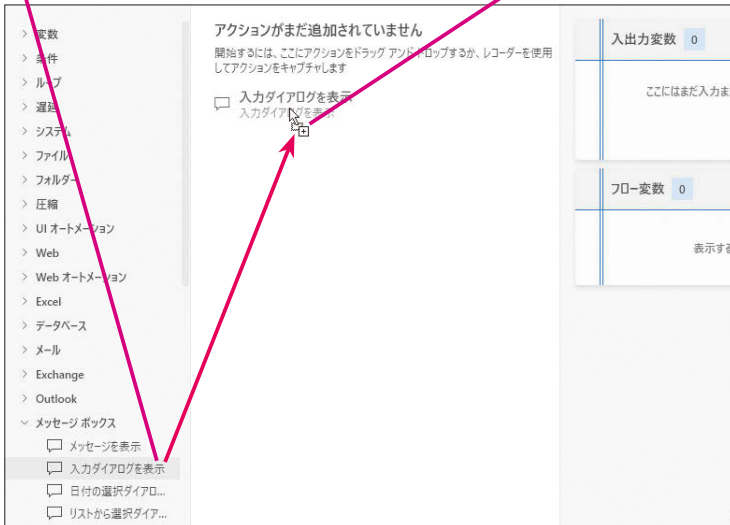 変数
条件
ループ
遅延
システム
ファイル
フォルダー
圧縮
UI オートメーション
Web
Web オートメーション
Excel
データベース
メール
Exchange
Outlook
メッセージ ボックス
メッセージを表示
入力ダイアログを表示
日付の選択ダイアロ...
リストから選択ダイア...
アクションがまだ追加されていません
開始するには、ここにアクションをドラッグ アンド ドロップするか、レコーダーを使用
してアクションをキャプチャします
入力ダイアログを表示
入力ダイアログを表示
入出力変数 0
ここにはまだ入力ま
フロー変数 0
表示する